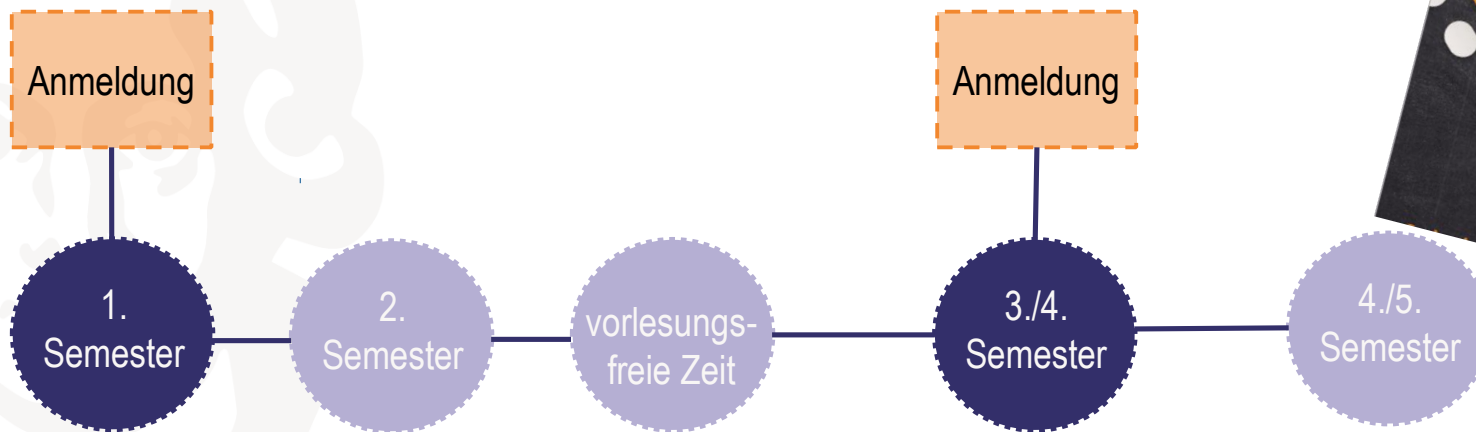 Anmeldung
Anmeldung
1.
Semester
2.
Semester
vorlesungs-
freie Zeit
3./4.
Semester
4./5.
Semester